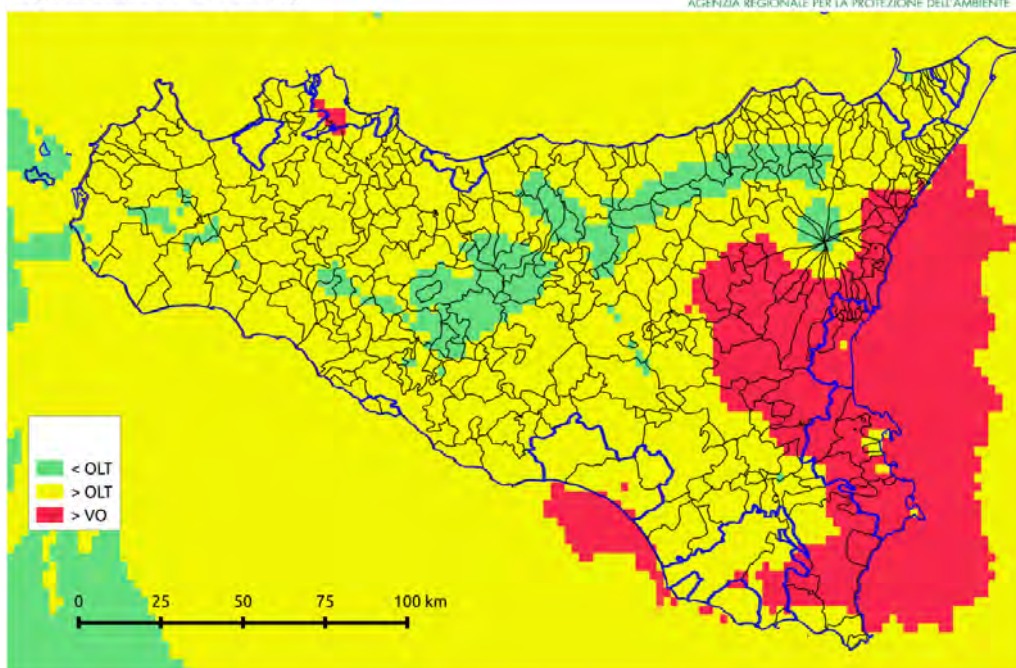 AGENZIA REGIONALE PER LA PROTEZIONE DELL'AMBIENTE
< OLT
> OLT
> VO
0 25 50 75 100 km